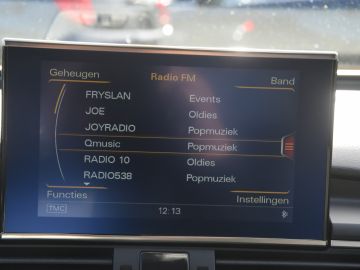 Geheugen Radio FM Band
FRYSLAN Events
JOE Oldies
JOYRADIO Popmuziek
Qmusic Popmuziek
RADIO 10 Oldies
RADIO538 Popmuziek
Functies Instellingen
TMC 12:13